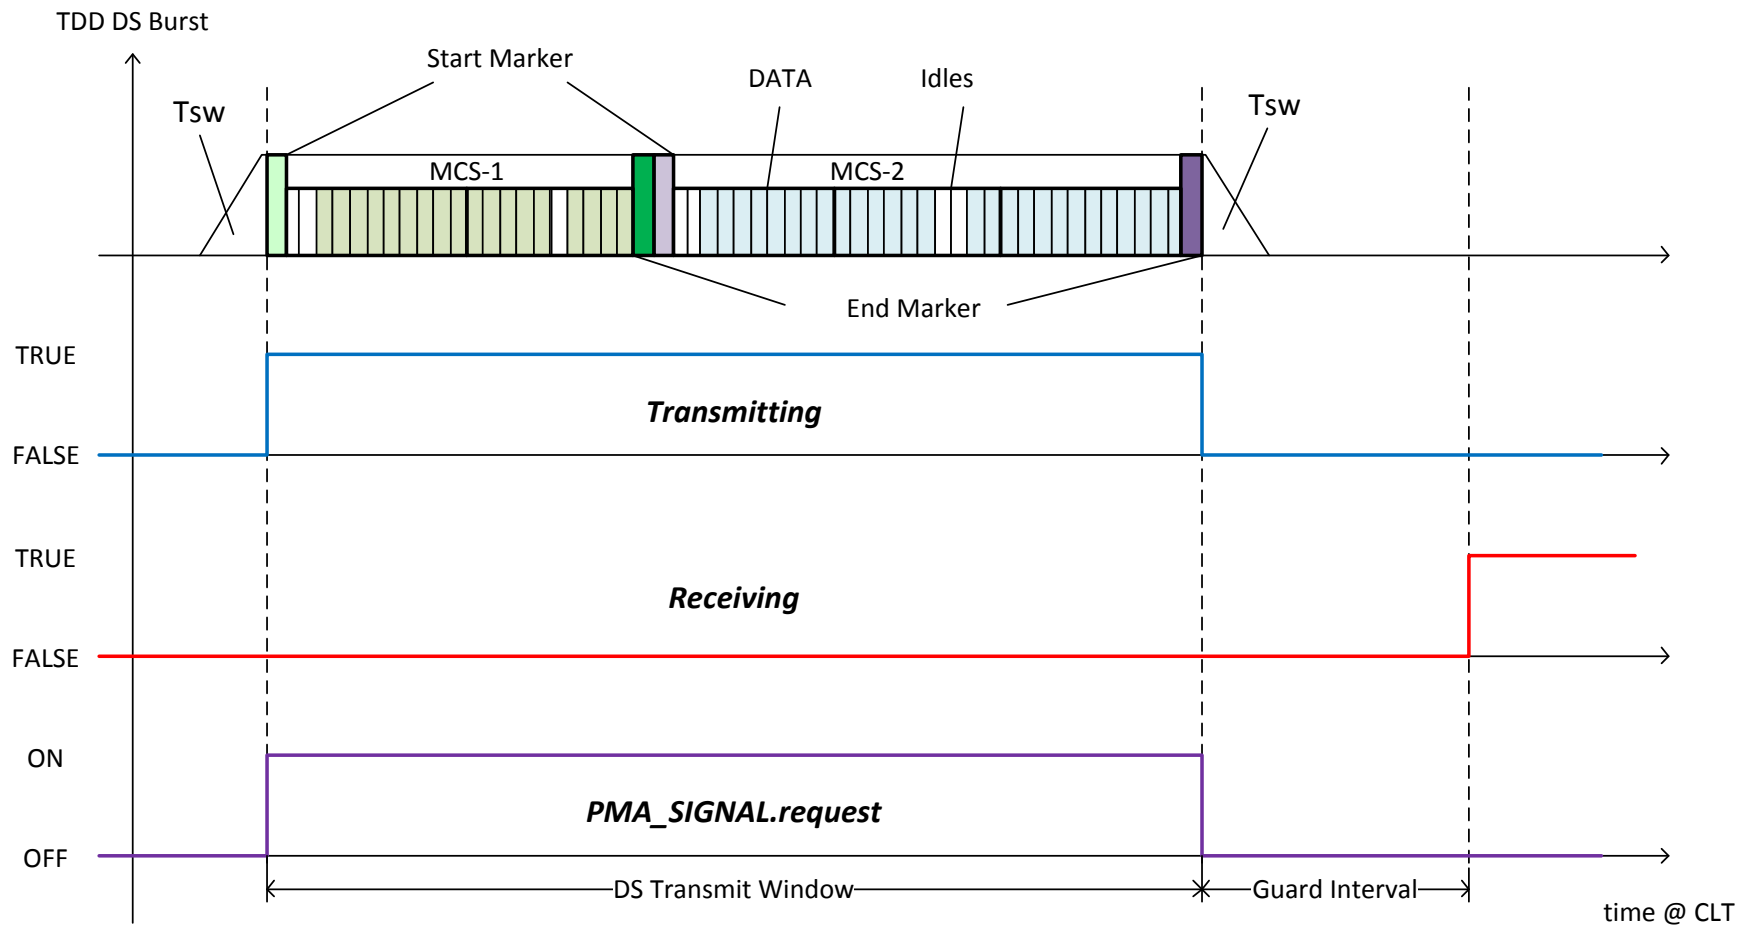 TDD DS Burst
Start Marker
DATA
Idles
Tsw
Tsw
MCS-1
MCS-2
End Marker
TRUE
Transmitting
FALSE
TRUE
Receiving
FALSE
ON
PMA_SIGNAL.request
OFF
DS Transmit Window
Guard Interval
time @ CLT